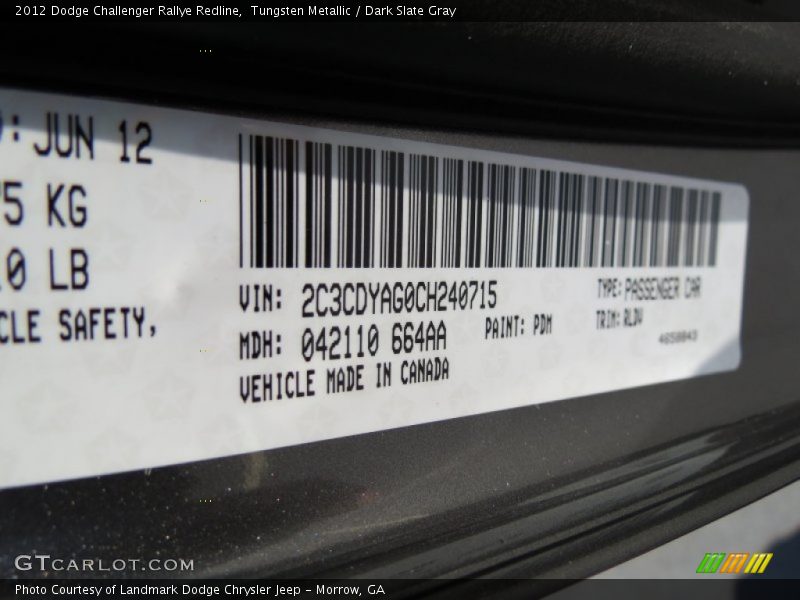 2012 Dodge Challenger Rallye Redline,  Tungsten Metallic / Dark Slate Gray
: JUN 12
5 KG
0 LB
CLE SAFETY,
VIN: 2C3CDYAG0CH240715
TYPE: PASSENGER CAR
MDH: 042110 664AA
PAINT: PDM
TRIM: RLDV
4650043
VEHICLE MADE IN CANADA
GTCARLOT.COM
Photo Courtesy of Landmark Dodge Chrysler Jeep - Morrow, GA